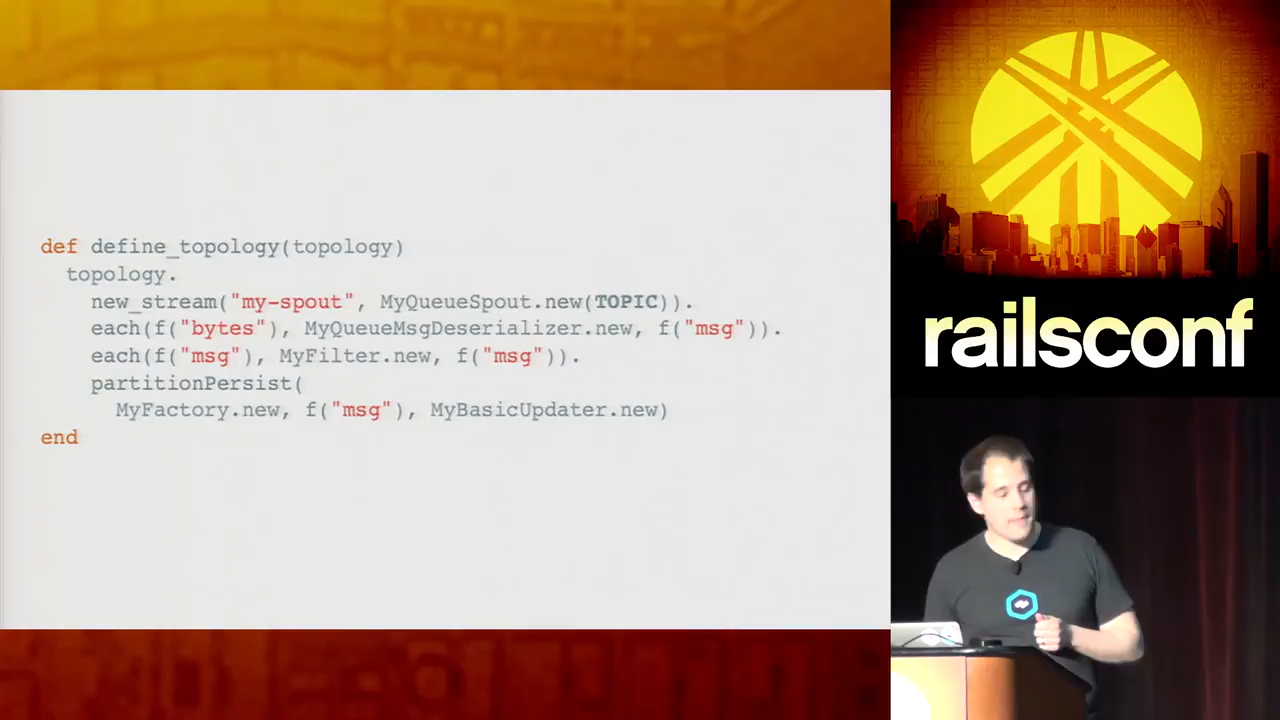 def define_topology(topology)
  topology.
    new_stream("my-spout", MyQueueSpout.new(TOPIC)).
    each(f("bytes"), MyQueueMsgDeserializer.new, f("msg")).
    each(f("msg"), MyFilter.new, f("msg")).
    partitionPersist(
      MyFactory.new, f("msg"), MyBasicUpdater.new)
end
railsconf